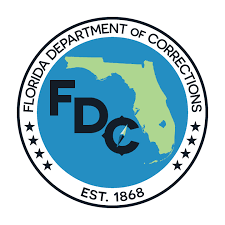 FLORIDA DEPARTMENT OF CORRECTIONS
FDC
EST. 1868